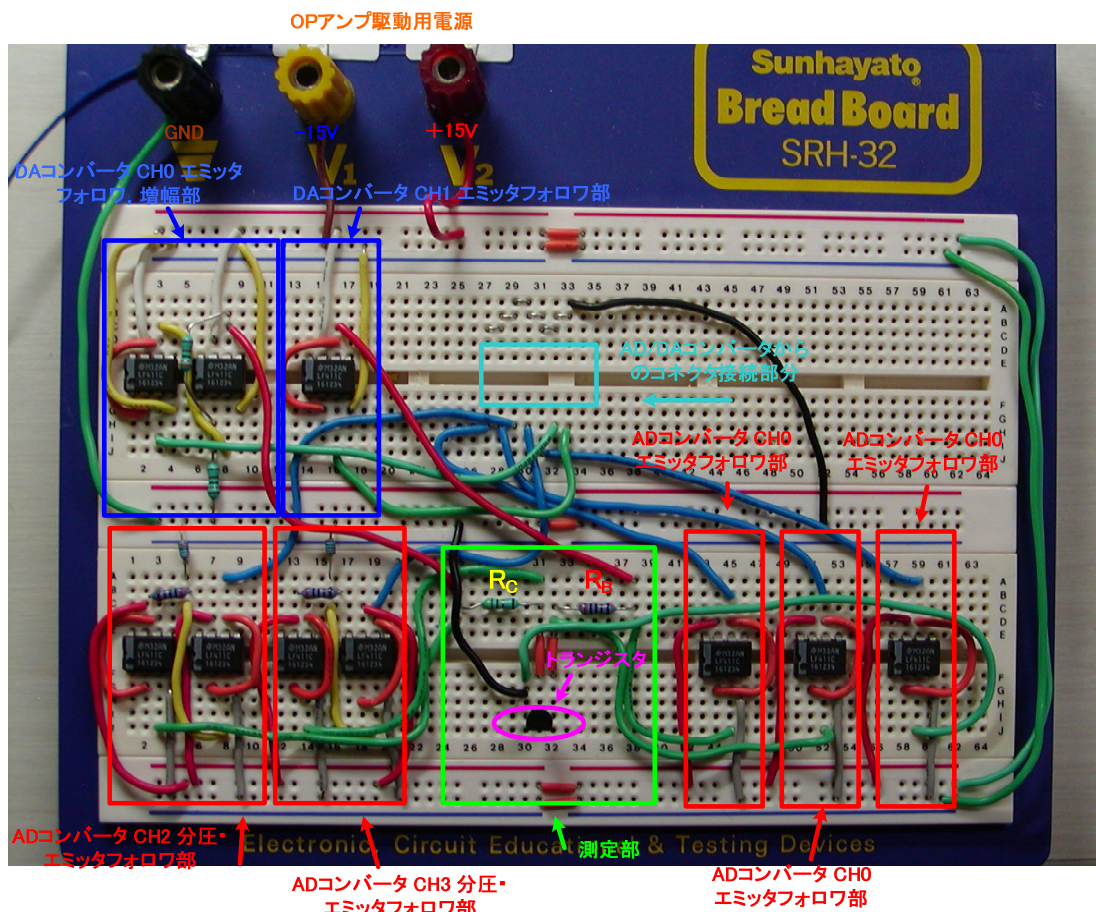 OPアンプ駆動用電源
Sunhayato
Bread Board
SRH-32
GND
-15V
+15V
V1
V2
DAコンバータ CH0 エミッタ
フォロワ, 増幅部
DAコンバータ CH1 エミッタフォロワ部
AD/DAコンバータから
のコネクタ接続部分
ADコンバータ CH0
エミッタフォロワ部
ADコンバータ CH0
エミッタフォロワ部
RC
RB
トランジスタ
ADコンバータ CH2 分圧・
エミッタフォロワ部
Electronic Circuit Educational & Testing Devices
測定部
ADコンバータ CH3 分圧・
エミッタフォロワ部
ADコンバータ CH0
エミッタフォロワ部